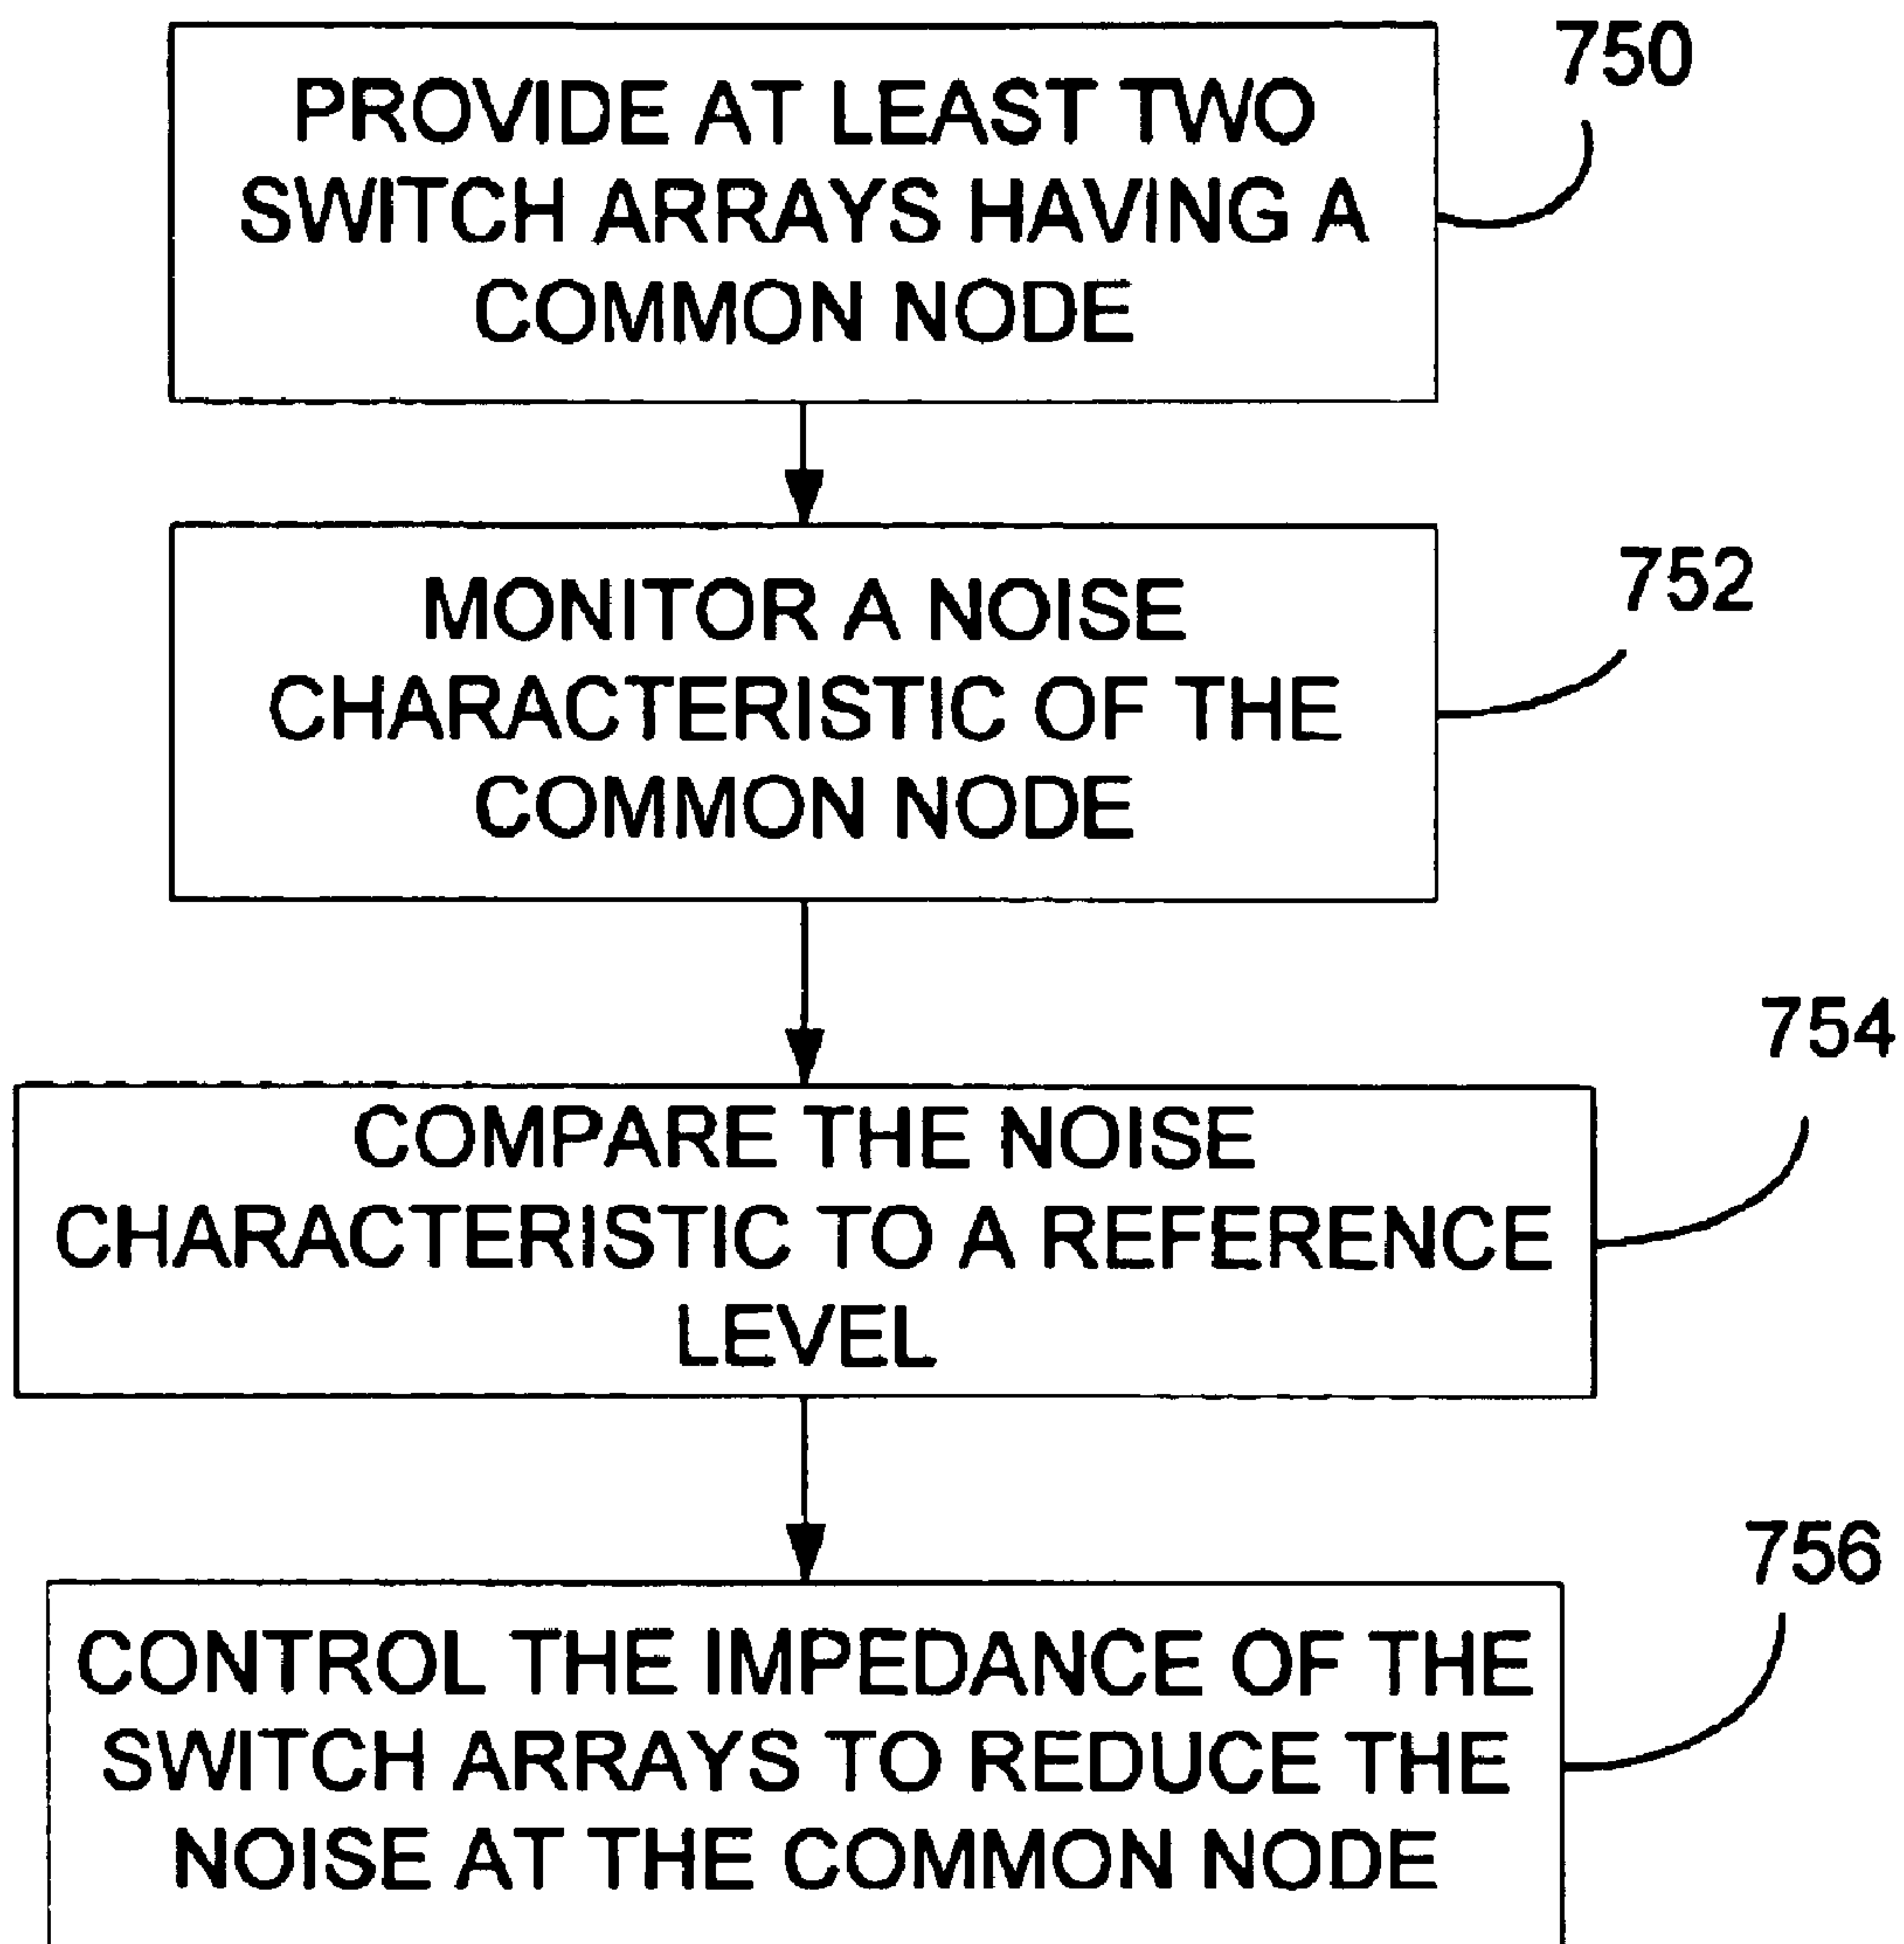 750
PROVIDE AT LEAST TWO
SWITCH ARRAYS HAVING A
COMMON NODE
752
MONITOR A NOISE
CHARACTERISTIC OF THE
COMMON NODE
754
COMPARE THE NOISE
CHARACTERISTIC TO A REFERENCE
LEVEL
756
CONTROL THE IMPEDANCE OF THE
SWITCH ARRAYS TO REDUCE THE
NOISE AT THE COMMON NODE